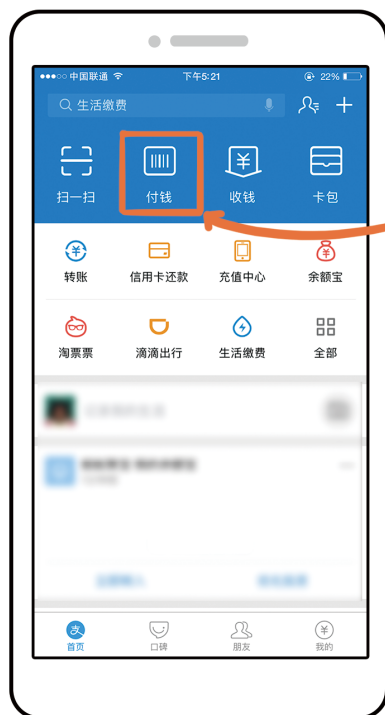 中国联通 下午5:21 22%
生活缴费
扫一扫 付钱 收钱 卡包
转账 信用卡还款 充值中心 余额宝
淘票票 滴滴出行 生活缴费 全部
首页 口碑 朋友 我的